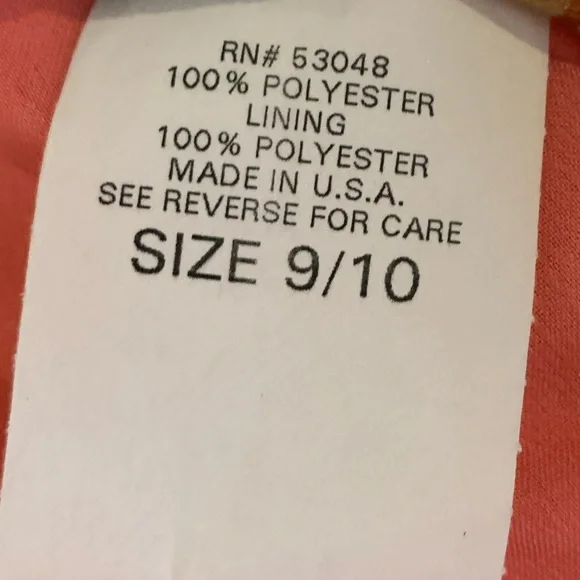 RN# 53048
100% POLYESTER
LINING
100% POLYESTER
MADE IN U.S.A.
SEE REVERSE FOR CARE
SIZE 9/10